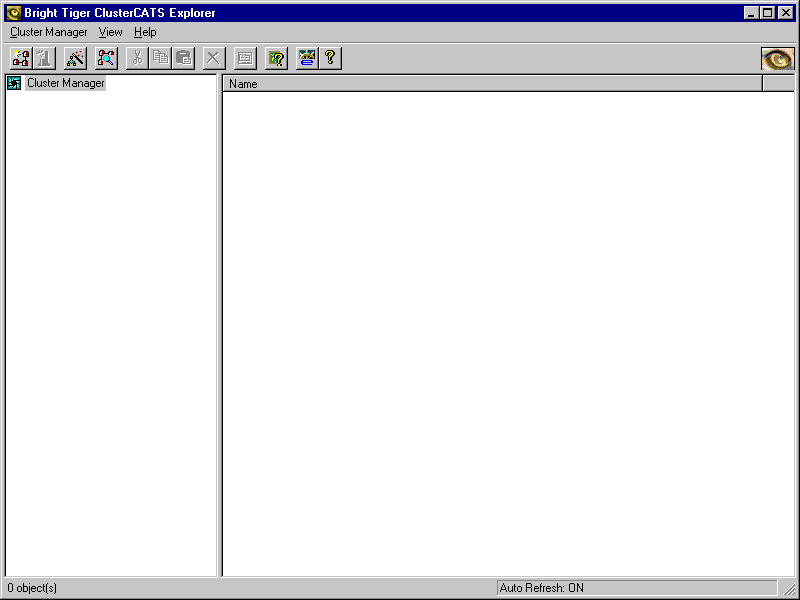 Bright Tiger ClusterCATS Explorer
Cluster Manager View Help
Cluster Manager
Name
0 object(s)
Auto Refresh: ON